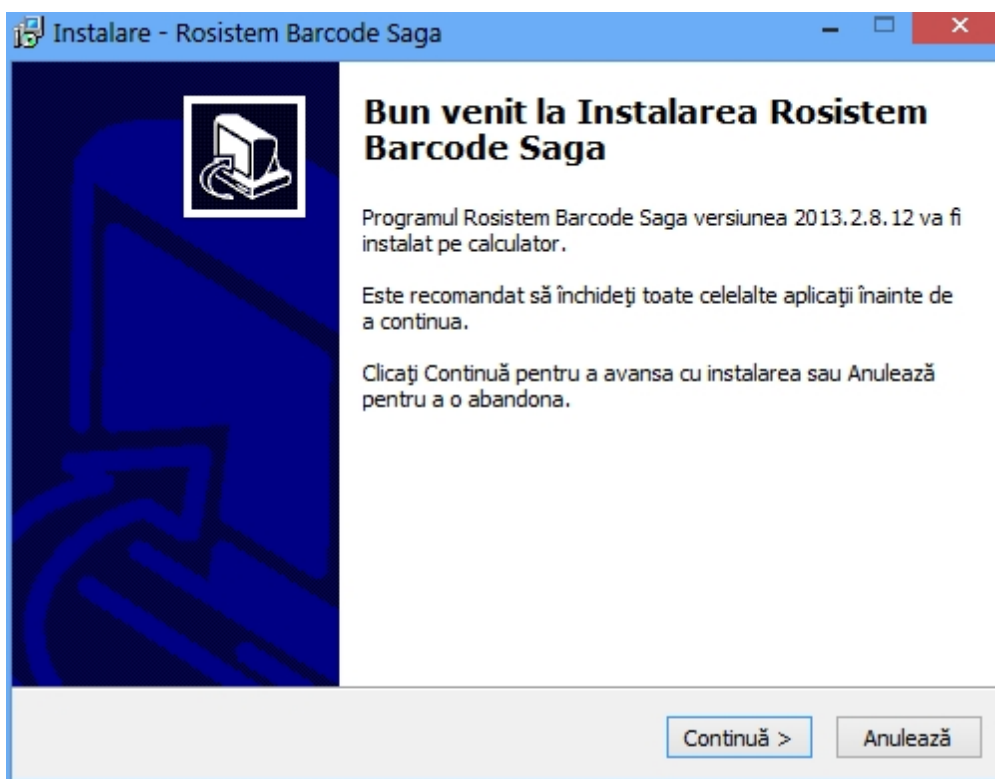 Instalare - Rosistem Barcode Saga
Bun venit la Instalarea Rosistem
Barcode Saga
Programul Rosistem Barcode Saga versiunea 2013.2.8.12 va fi
instalat pe calculator.
Este recomandat să închideţi toate celelalte aplicaţii înainte de
a continua.
Clicaţi Continuă pentru a avansa cu instalarea sau Anulează
pentru a o abandona.
Continuă >
Anulează